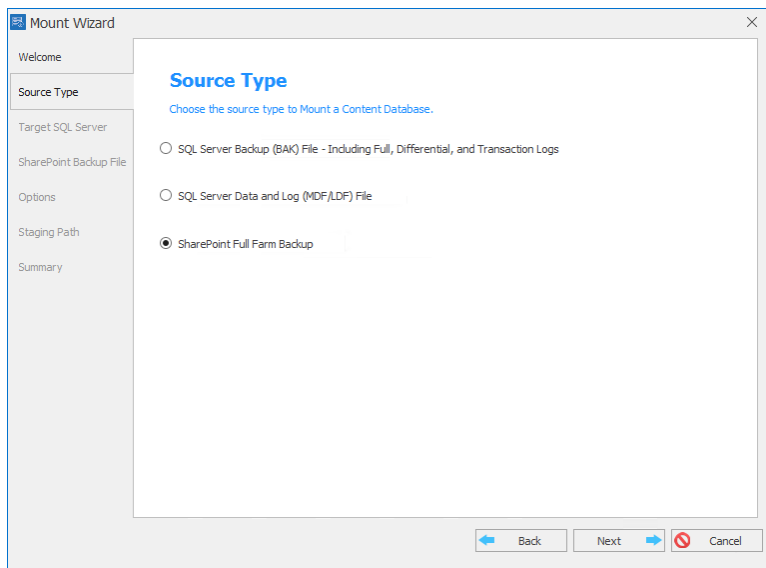 Mount Wizard
Welcome
Source Type
Target SQL Server
SharePoint Backup File
Options
Staging Path
Summary
Source Type
Choose the source type to Mount a Content Database.
SQL Server Backup (BAK) File - Including Full, Differential, and Transaction Logs
SQL Server Data and Log (MDF/LDF) File
SharePoint Full Farm Backup
Back Next Cancel